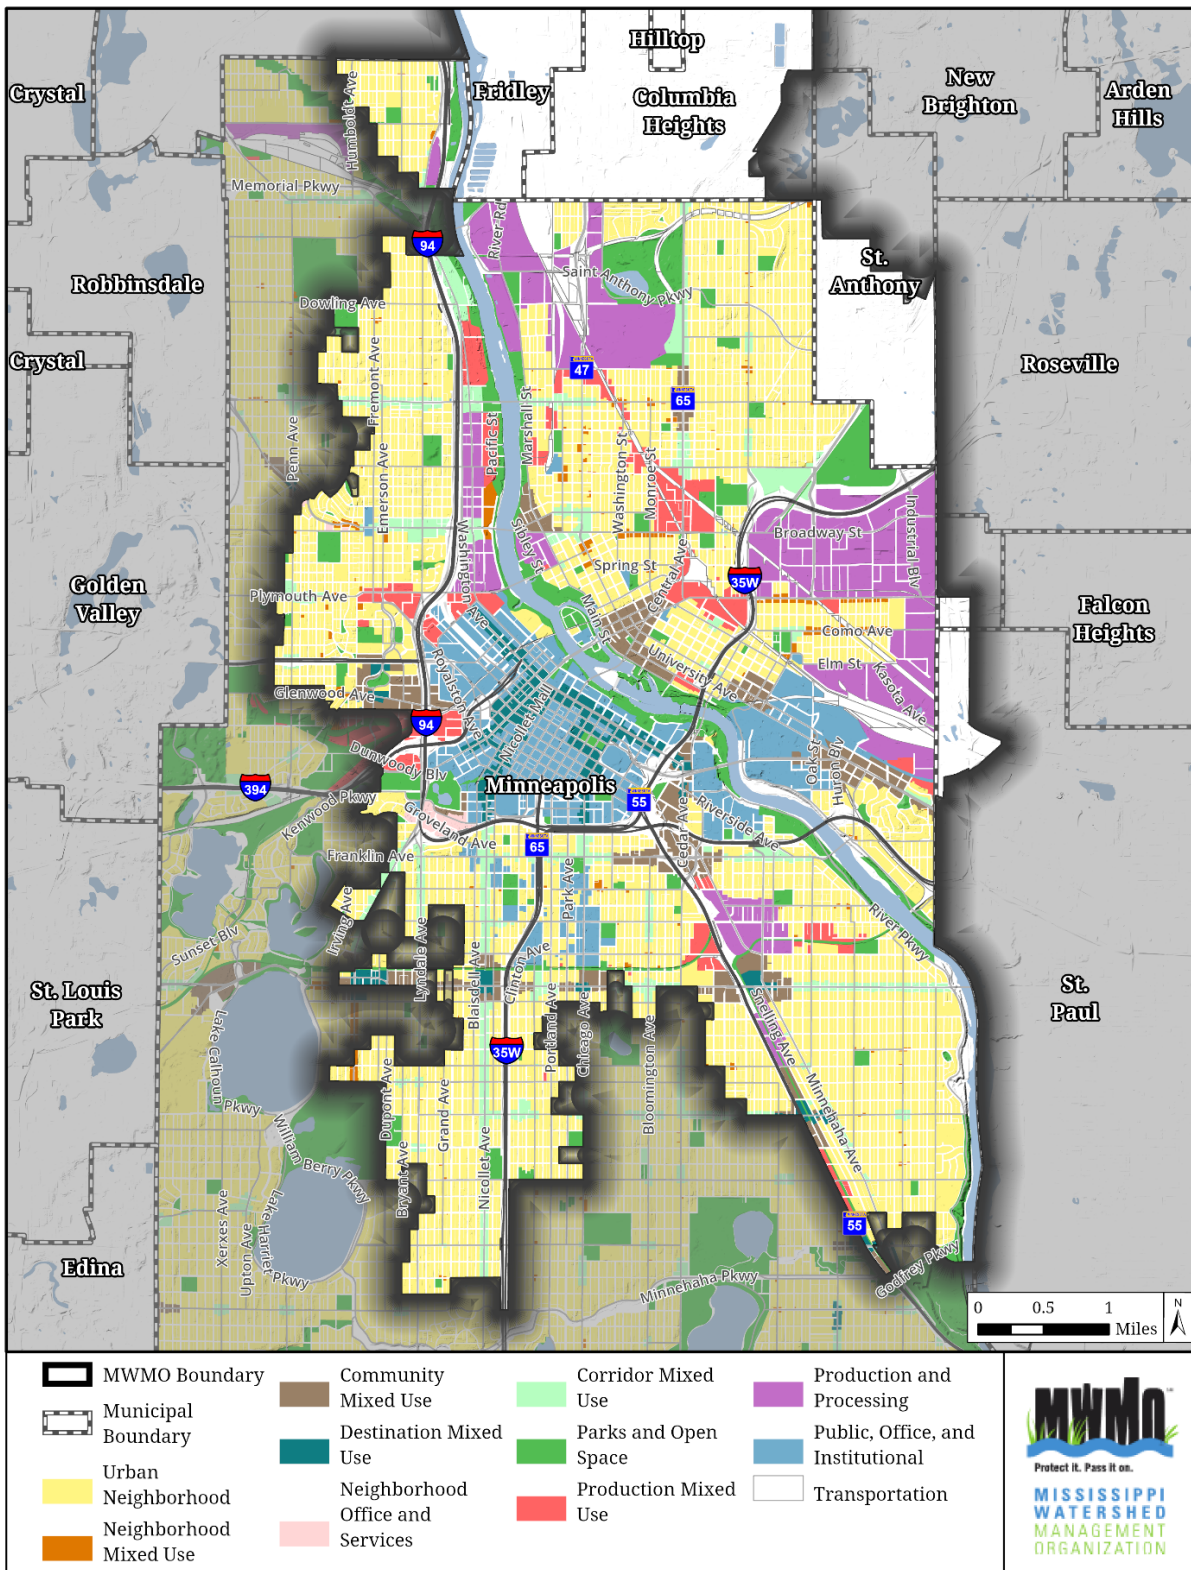 Hilltop
Crystal
Fridley
Columbia
Heights
New
Brighton
Arden
Hills
Humboldt Ave
Memorial Pkwy
River Rd
94
Robbinsdale
Saint Anthony Pkwy
St.
Anthony
Dowling Ave
Crystal
Fremont Ave
47
Roseville
65
Penn Ave
Emerson Ave
Pacific St
Marshall St
Washington St
Monroe St
Industrial Blv
Washington Ave
Sibley St
Broadway St
Spring St
Central Ave
35W
Golden
Valley
Plymouth Ave
Main St
Como Ave
Falcon
Heights
Royalston Ave
University Ave
Elm St
Kasota Ave
Glenwood Ave
Nicollet Mall
94
Dunwoody Blv
Oak St
Huron Blv
394
Kenwood Pkwy
Minneapolis
55
Groveland Ave
Cedar Ave
Riverside Ave
Franklin Ave
65
Park Ave
Irving Ave
Lyndale Ave
Sunset Blv
River Pkwy
Blaisdell Ave
Clinton Ave
St. Louis
Park
St.
Paul
Lake Calhoun
Pkwy
Portland Ave
Chicago Ave
Bloomington Ave
Snelling Ave
35W
Dupont Ave
Grand Ave
Minnehaha Ave
William Berry Pkwy
Bryant Ave
Nicollet Ave
Xerxes Ave
Upton Ave
Lake Harriet
Pkwy
55
Edina
Minnehaha Pkwy
Godfrey Pkwy
0 0.5 1
Miles
N
MWMO Boundary
Municipal
Boundary
Urban
Neighborhood
Neighborhood
Mixed Use
Community
Mixed Use
Destination Mixed
Use
Neighborhood
Office and
Services
Corridor Mixed
Use
Parks and Open
Space
Production Mixed
Use
Production and
Processing
Public, Office, and
Institutional
Transportation
MWMO
Protect it. Pass it on.
MISSISSIPPI
WATERSHED
MANAGEMENT
ORGANIZATION